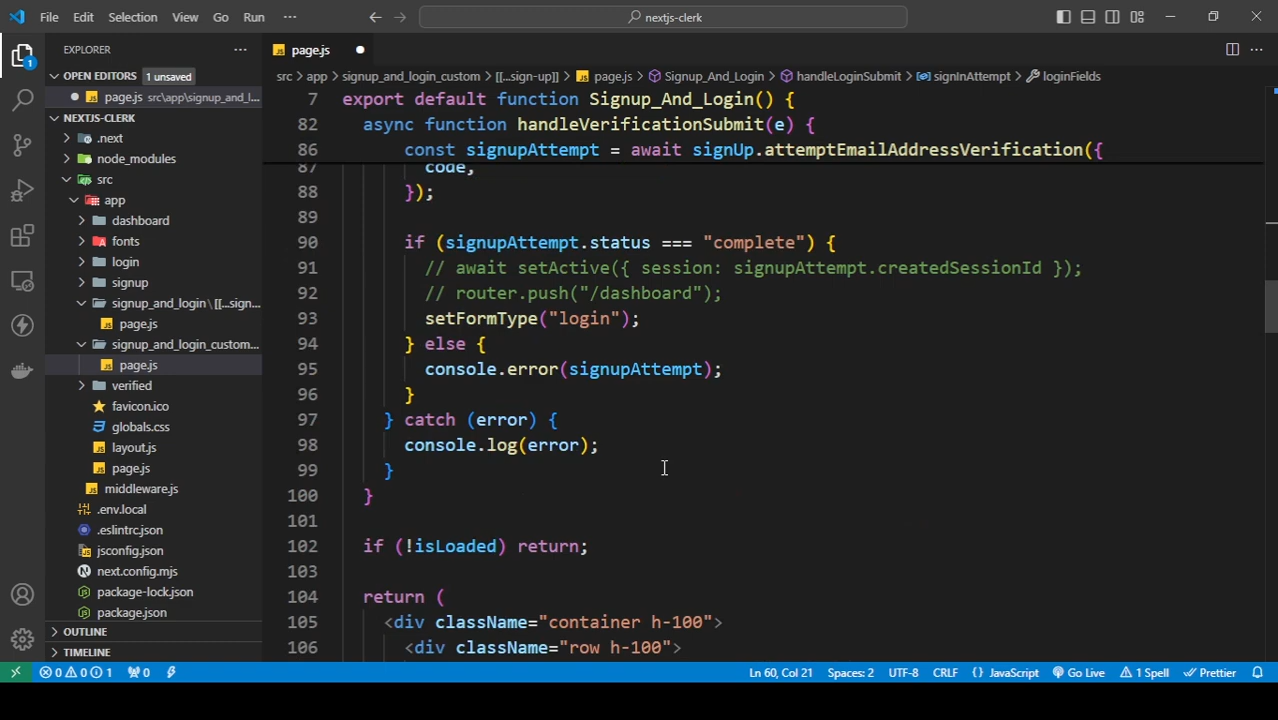 File Edit Selection View Go Run ··· nextjs-clerk
EXPLORER ···
OPEN EDITORS 1 unsaved
page.js src\app\signup_and_l...
NEXTJS-CLERK
.next
node_modules
src
app
dashboard
fonts
login
signup
signup_and_login\[[...sign...
page.js
signup_and_login_custom...
page.js
verified
favicon.ico
globals.css
layout.js
page.js
middleware.js
.env.local
.eslintrc.json
jsconfig.json
next.config.mjs
package-lock.json
package.json
OUTLINE
TIMELINE
page.js
src > app > signup_and_login_custom > [[...sign-up]] > page.js > Signup_And_Login > handleLoginSubmit > signInAttempt > loginFields
7 export default function Signup_And_Login() {
82 async function handleVerificationSubmit(e) {
86 const signupAttempt = await signUp.attemptEmailAddressVerification({
87 code,
88 });
89
90 if (signupAttempt.status === "complete") {
91 // await setActive({ session: signupAttempt.createdSessionId });
92 // router.push("/dashboard");
93 setFormType("login");
94 } else {
95 console.error(signupAttempt);
96 }
97 } catch (error) {
98 console.log(error);
99 }
100 }
101
102 if (!isLoaded) return;
103
104 return (
105 <div className="container h-100">
106 <div className="row h-100">
1
0 0 1 0 Ln 60, Col 21 Spaces: 2 UTF-8 CRLF {} JavaScript Go Live 1 Spell Prettier